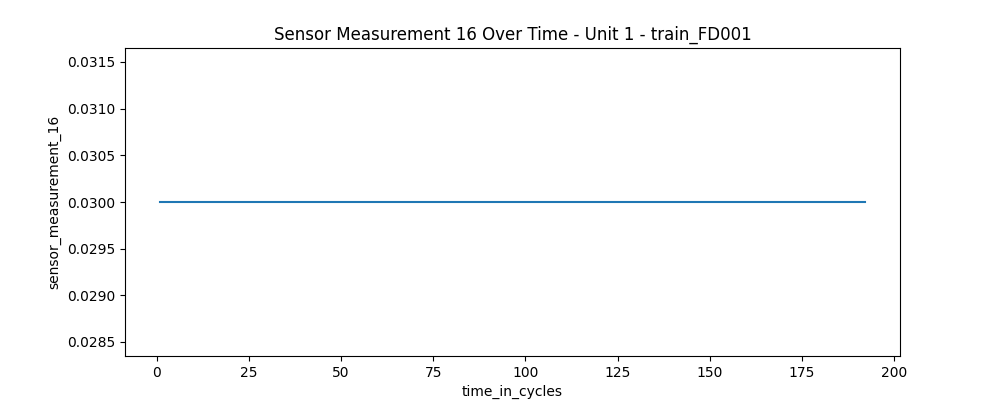 Sensor Measurement 16 Over Time - Unit 1 - train_FD001
sensor_measurement_16
0.0315
0.0310
0.0305
0.0300
0.0295
0.0290
0.0285
0 25 50 75 100 125 150 175 200
time_in_cycles